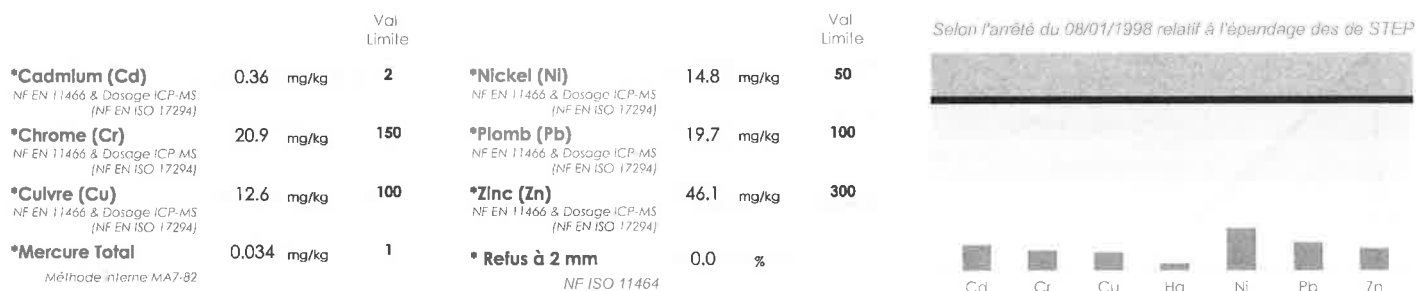 Val
Limite
*Cadmium (Cd) 0.36 mg/kg 2
NF EN 11466 & Dosage ICP-MS
(NF EN ISO 17294)
*Chrome (Cr) 20.9 mg/kg 150
NF EN 11466 & Dosage ICP-MS
(NF EN ISO 17294)
*Cuivre (Cu) 12.6 mg/kg 100
NF EN 11466 & Dosage ICP-MS
(NF EN ISO 17294)
*Mercure Total 0.034 mg/kg 1
Méthode interne MA7-82
Val
Limite
*Nickel (Ni) 14.8 mg/kg 50
NF EN 11466 & Dosage ICP-MS
(NF EN ISO 17294)
*Plomb (Pb) 19.7 mg/kg 100
NF EN 11466 & Dosage ICP-MS
(NF EN ISO 17294)
*Zinc (Zn) 46.1 mg/kg 300
NF EN 11466 & Dosage ICP-MS
(NF EN ISO 17294)
* Refus à 2 mm 0.0 %
NF ISO 11464
Selon l'arrêté du 08/01/1998 relatif à l'épandage des de STEP
Cd Cr Cu Hg Ni Pb Zn